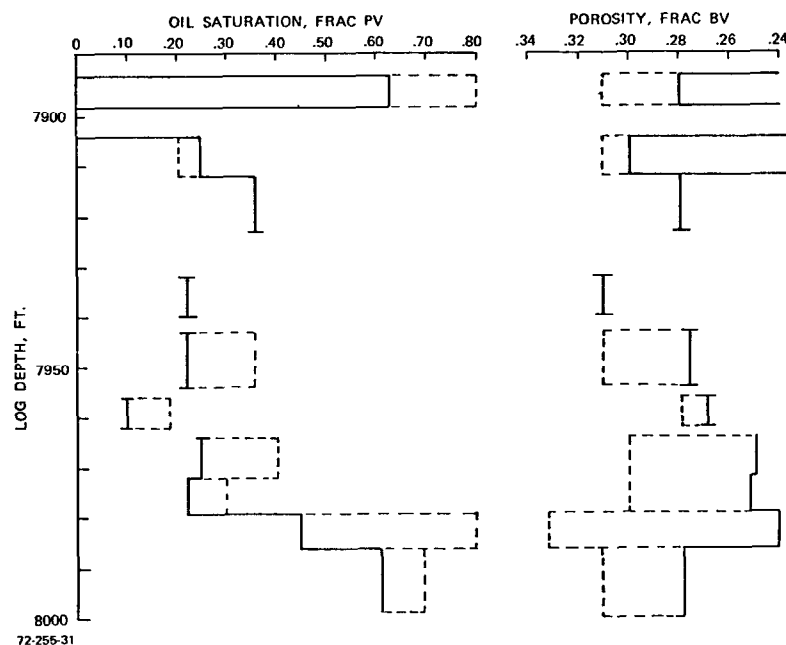 OIL SATURATION, FRAC PV
POROSITY, FRAC BV
0 .10 .20 .30 .40 .50 .60 .70 .80
.34 .32 .30 .28 .26 .24
7900
7950
8000
LOG DEPTH, FT.
72-255-31